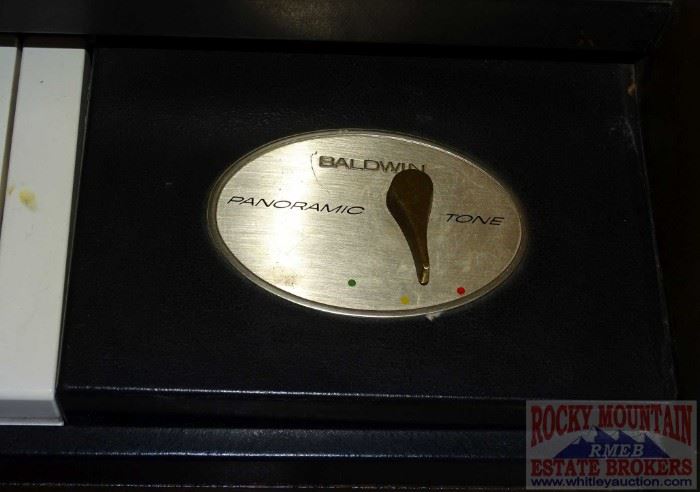 BALDWIN
PANORAMIC TONE
ROCKY MOUNTAIN
RMEB
ESTATE BROKERS
www.whitleyauction.com